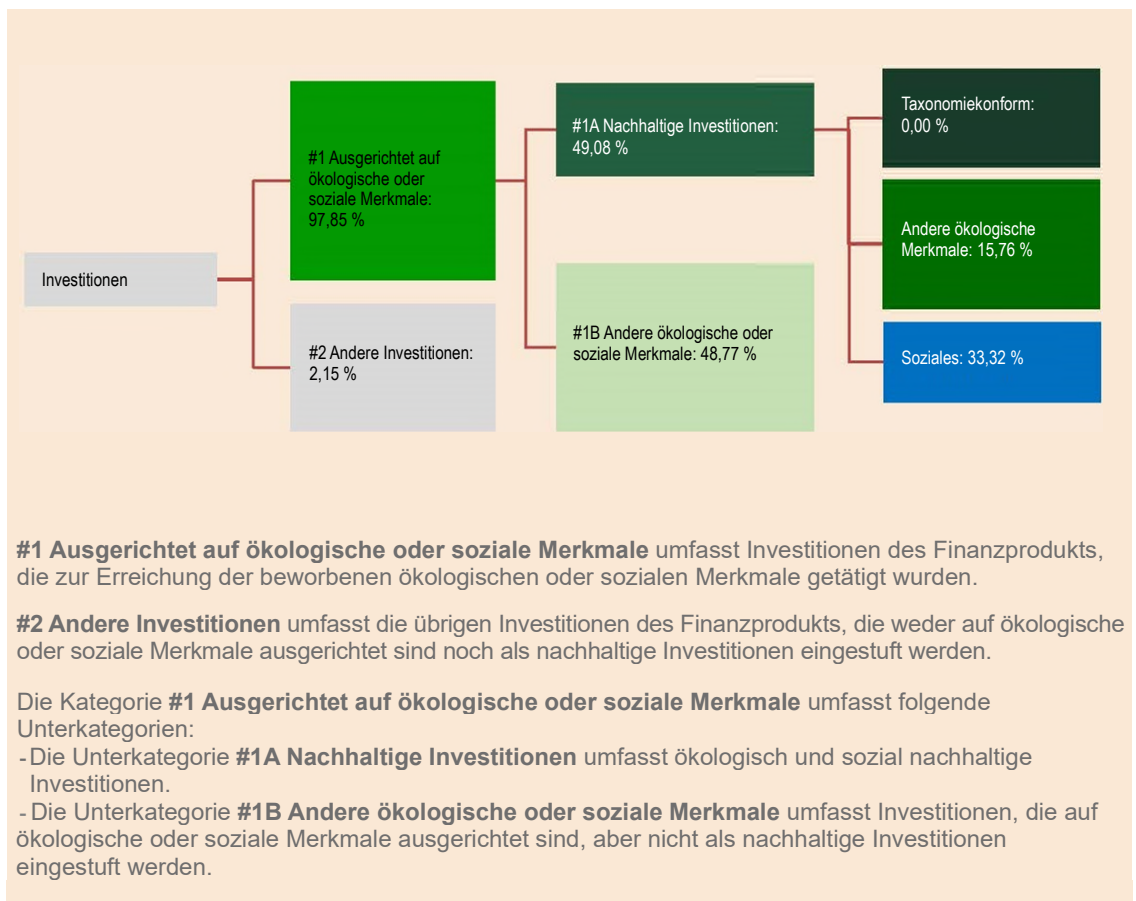 Investitionen
#1 Ausgerichtet auf
ökologische oder
soziale Merkmale:
97,85 %
#2 Andere Investitionen:
2,15 %
#1A Nachhaltige Investitionen:
49,08 %
#1B Andere ökologische oder
soziale Merkmale: 48,77 %
Taxonomiekonform:
0,00 %
Andere ökologische
Merkmale: 15,76 %
Soziales: 33,32 %
#1 Ausgerichtet auf ökologische oder soziale Merkmale umfasst Investitionen des Finanzprodukts,
die zur Erreichung der beworbenen ökologischen oder sozialen Merkmale getätigt wurden.
#2 Andere Investitionen umfasst die übrigen Investitionen des Finanzprodukts, die weder auf ökologische
oder soziale Merkmale ausgerichtet sind noch als nachhaltige Investitionen eingestuft werden.
Die Kategorie #1 Ausgerichtet auf ökologische oder soziale Merkmale umfasst folgende
Unterkategorien:
- Die Unterkategorie #1A Nachhaltige Investitionen umfasst ökologisch und sozial nachhaltige
Investitionen.
- Die Unterkategorie #1B Andere ökologische oder soziale Merkmale umfasst Investitionen, die auf
ökologische oder soziale Merkmale ausgerichtet sind, aber nicht als nachhaltige Investitionen
eingestuft werden.